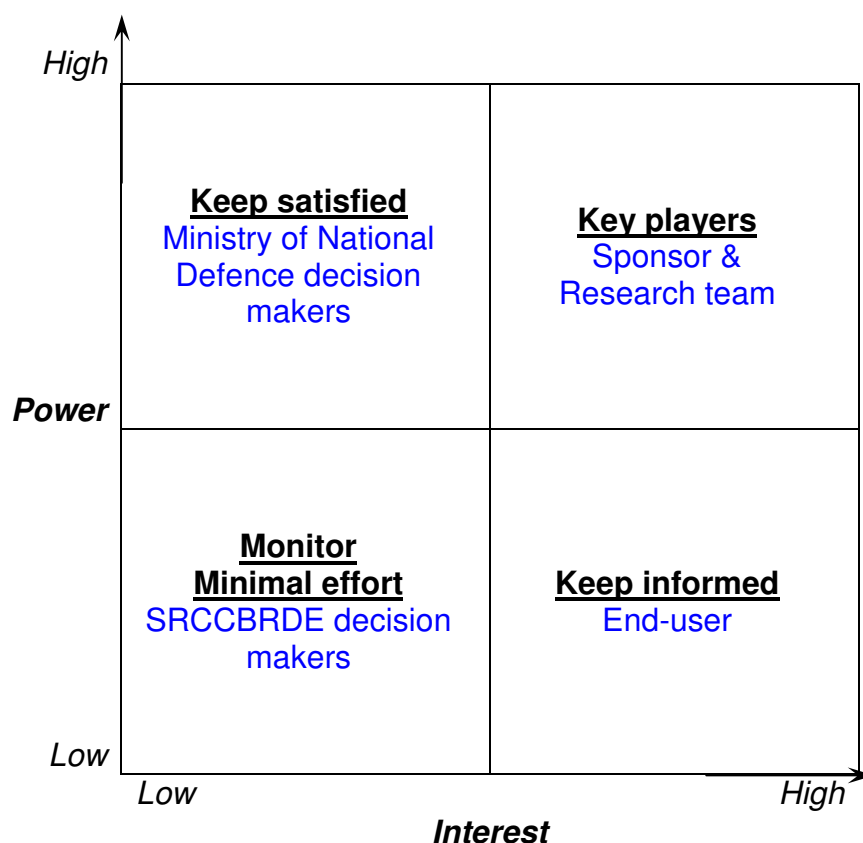 High
Keep satisfied
Ministry of National
Defence decision
makers
Key players
Sponsor &
Research team
Power
Monitor
Minimal effort
SRCCBRDE decision
makers
Keep informed
End-user
Low
Low
High
Interest